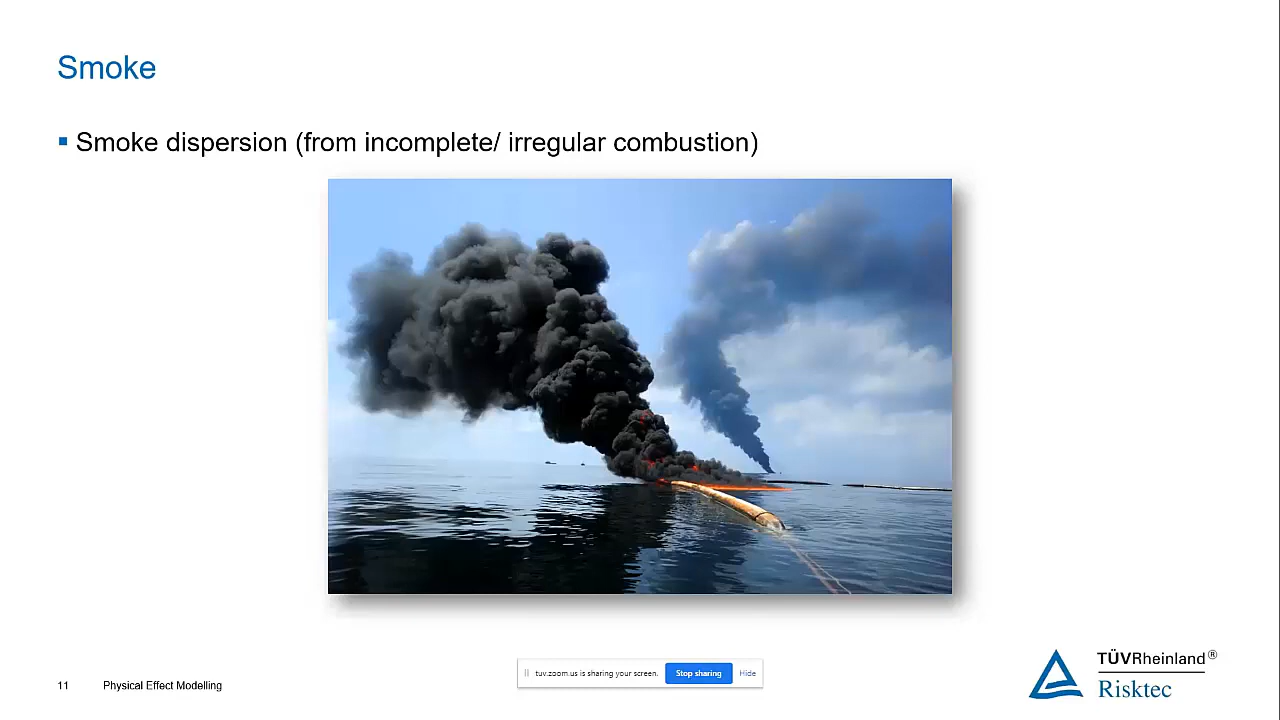 Smoke
Smoke dispersion (from incomplete/ irregular combustion)
tuv.zoom.us is sharing your screen.
Stop sharing
Hide
11
Physical Effect Modelling
TÜVRheinland®
Risktec